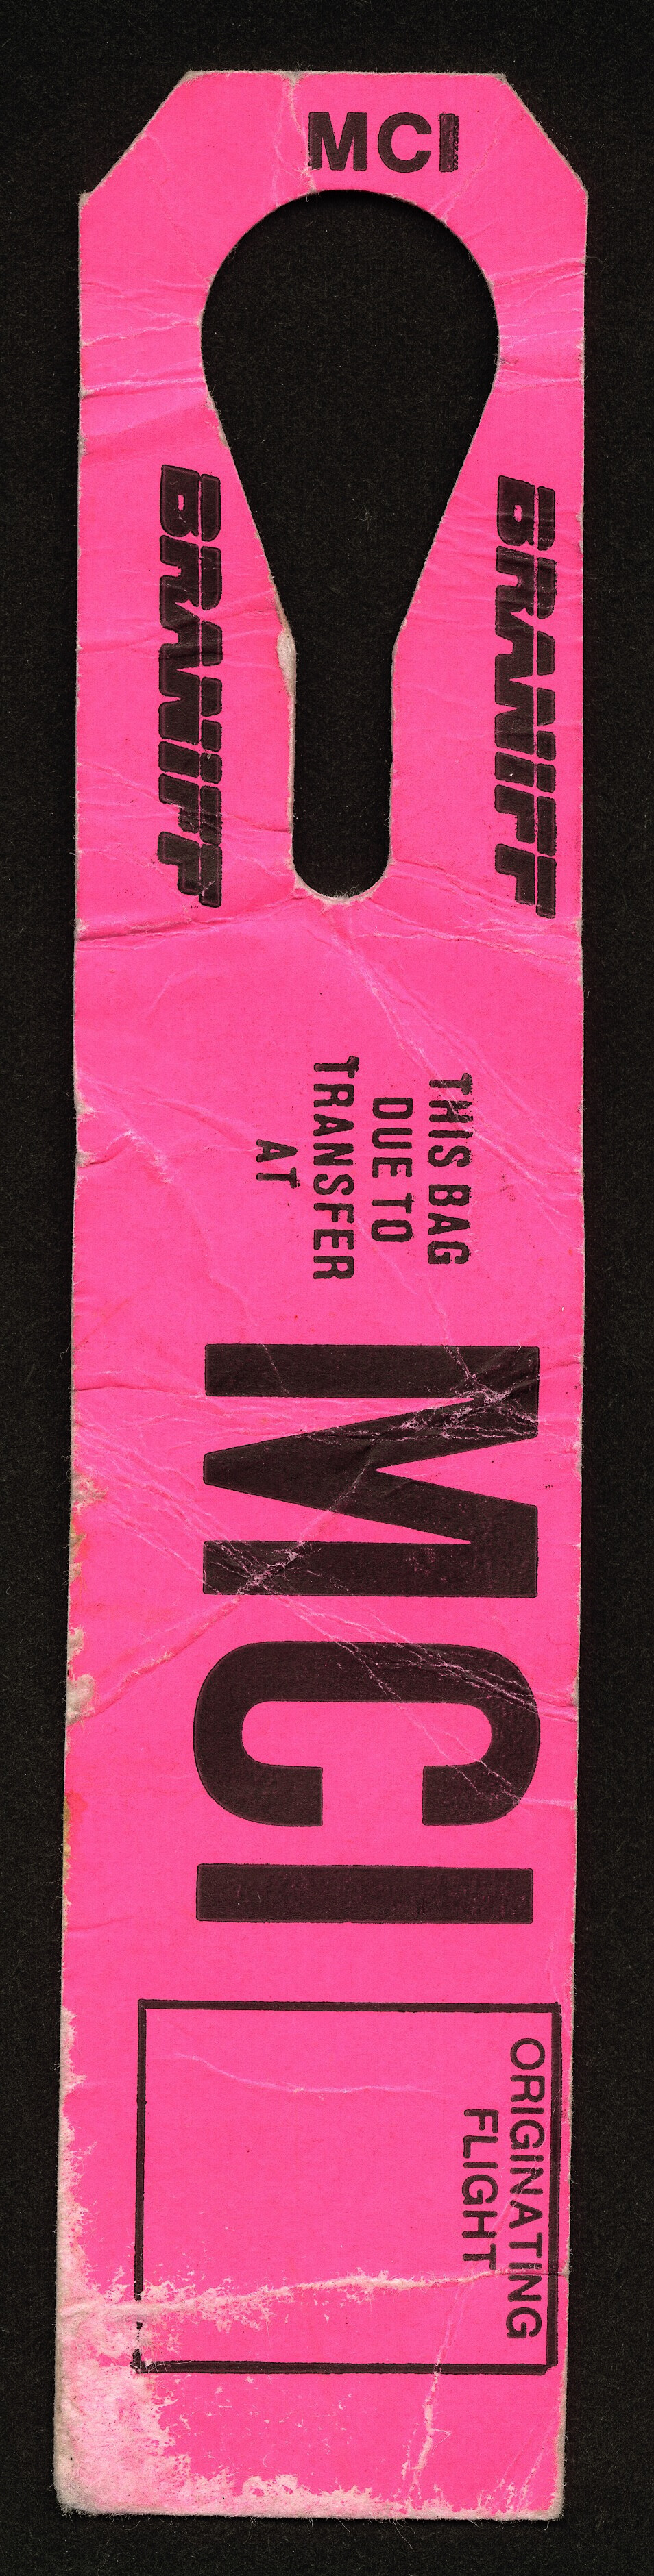 MCI
BRANIFF
BRANIFF
THIS BAG
DUE TO
TRANSFER
AT
MCI
ORIGINATING
FLIGHT